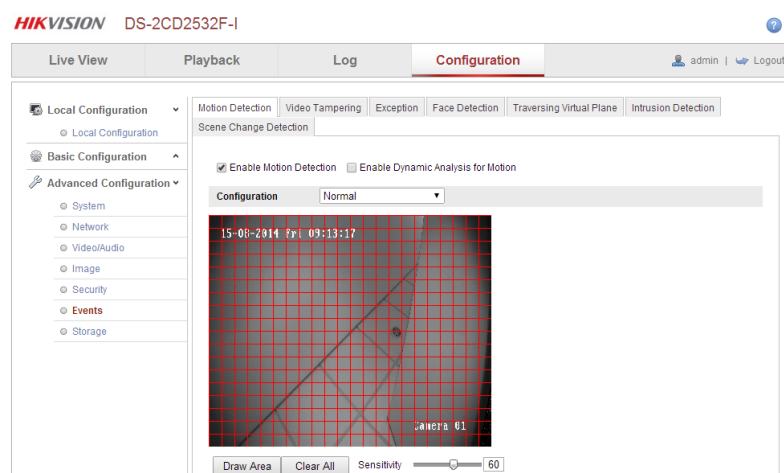 HIKVISION DS-2CD2532F-I
Live View Playback Log Configuration admin | Logout
Local Configuration
Local Configuration
Basic Configuration
Advanced Configuration
System
Network
Video/Audio
Image
Security
Events
Storage
Motion Detection Video Tampering Exception Face Detection Traversing Virtual Plane Intrusion Detection
Scene Change Detection
Enable Motion Detection Enable Dynamic Analysis for Motion
Configuration Normal
15-08-2014 Fri 09:13:17
Camera 01
Draw Area Clear All Sensitivity 60